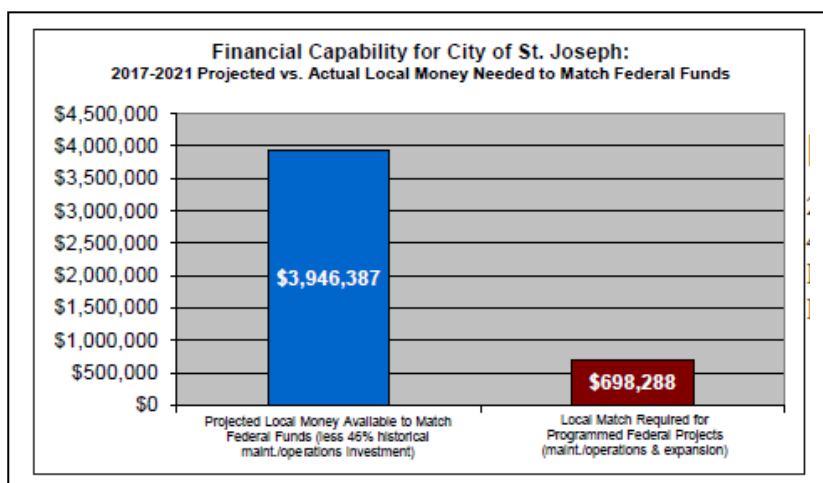 Financial Capability for City of St. Joseph:
2017-2021 Projected vs. Actual Local Money Needed to Match Federal Funds
$4,500,000
$4,000,000
$3,500,000
$3,000,000
$2,500,000
$2,000,000
$1,500,000
$1,000,000
$500,000
$0
$3,946,387
$698,288
Projected Local Money Available to Match
Federal Funds (less 46% historical
maint./operations investment)
Local Match Required for
Programmed Federal Projects
(maint./operations & expansion)